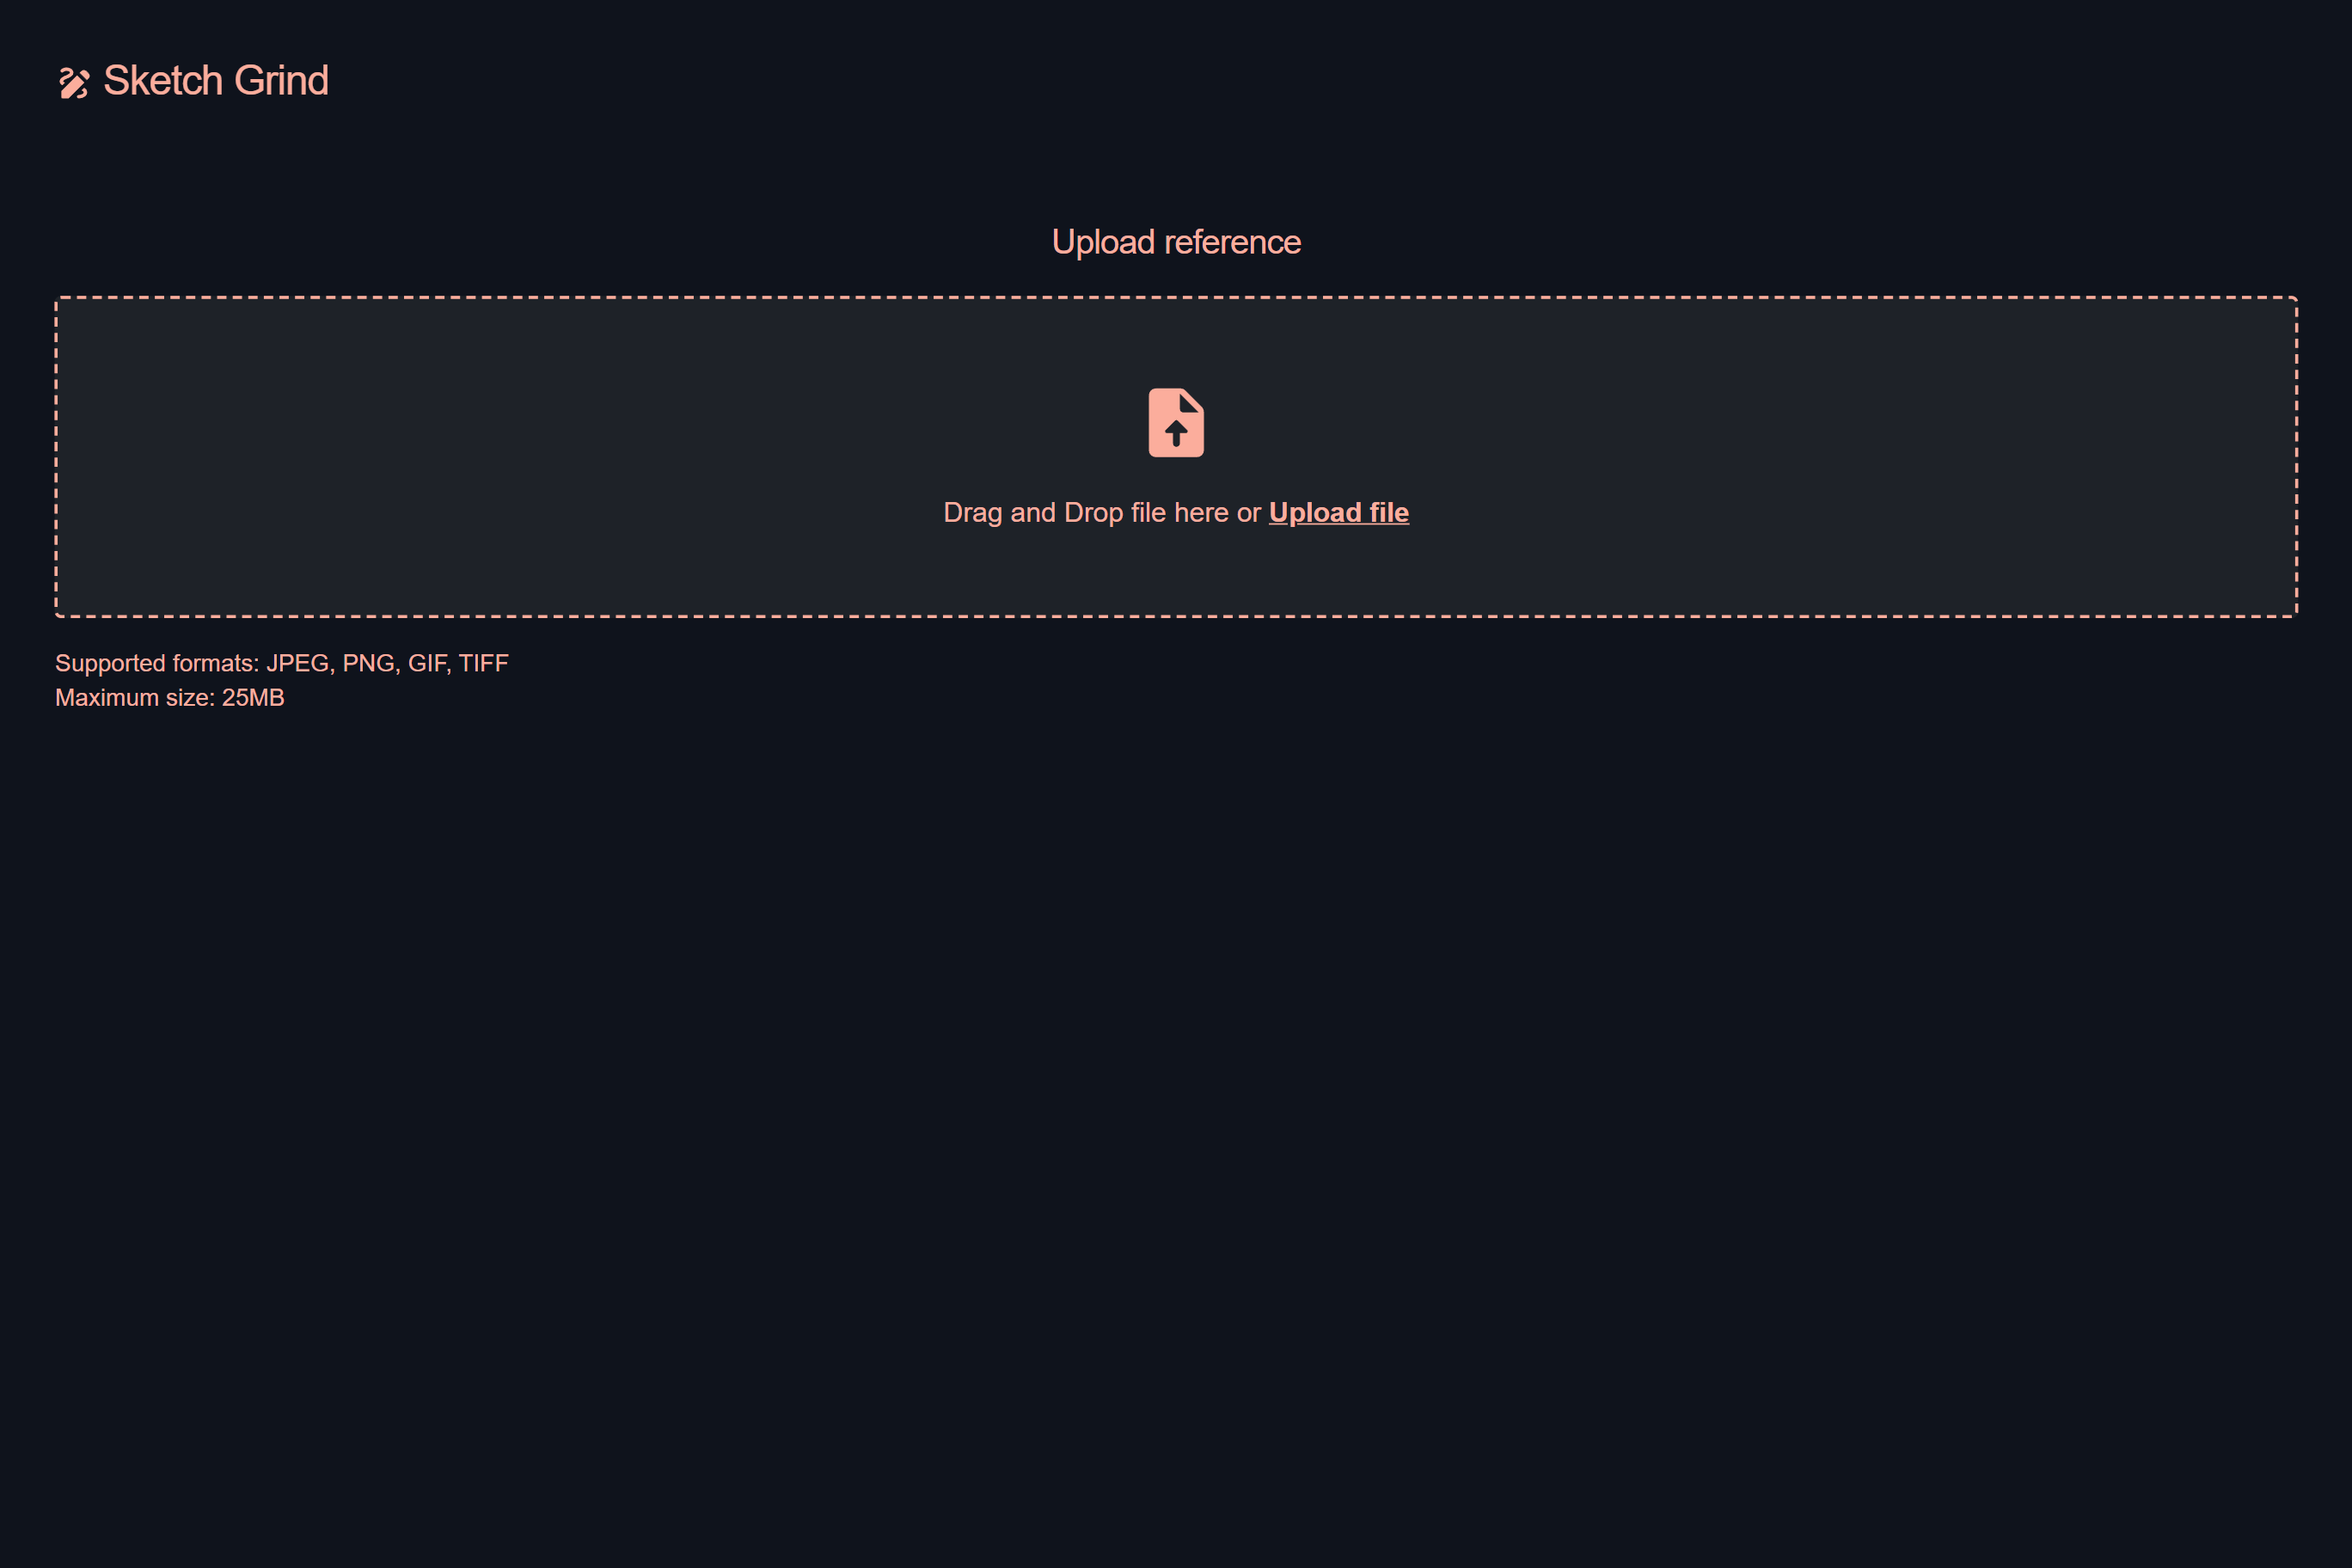 Sketch Grind
Upload reference
Drag and Drop file here or Upload file
Supported formats: JPEG, PNG, GIF, TIFF
Maximum size: 25MB